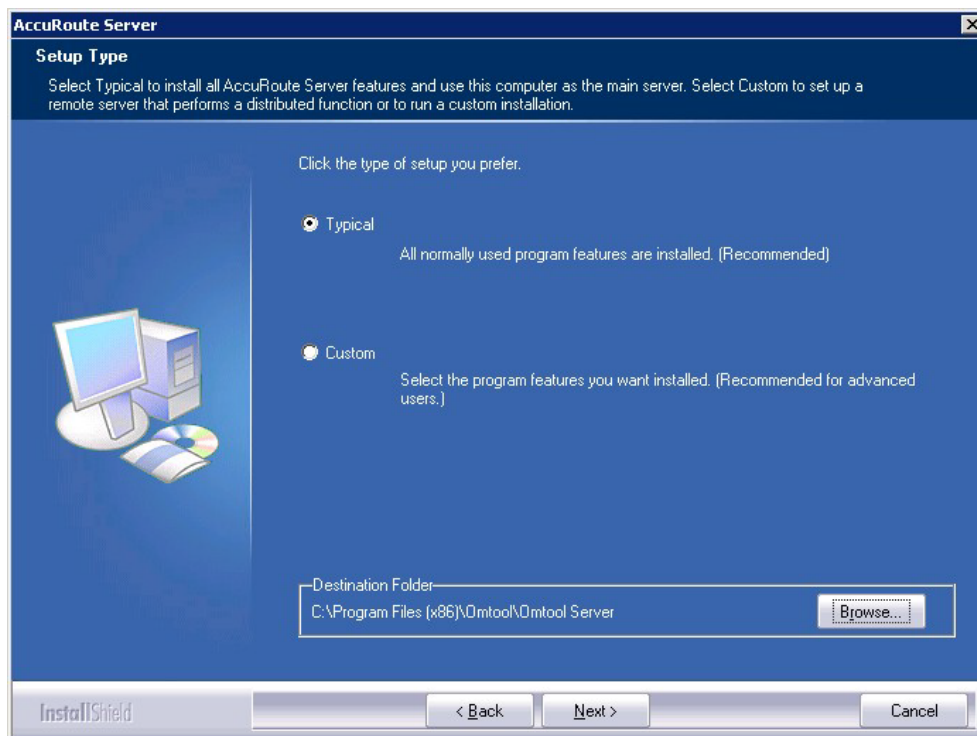 AccuRoute Server
Setup Type
Select Typical to install all AccuRoute Server features and use this computer as the main server. Select Custom to set up a
remote server that performs a distributed function or to run a custom installation.
Click the type of setup you prefer.
Typical
All normally used program features are installed. (Recommended)
Custom
Select the program features you want installed. (Recommended for advanced
users.)
Destination Folder
C:\Program Files (x86)\Omtool\Omtool Server
Browse...
InstallShield
< Back
Next >
Cancel